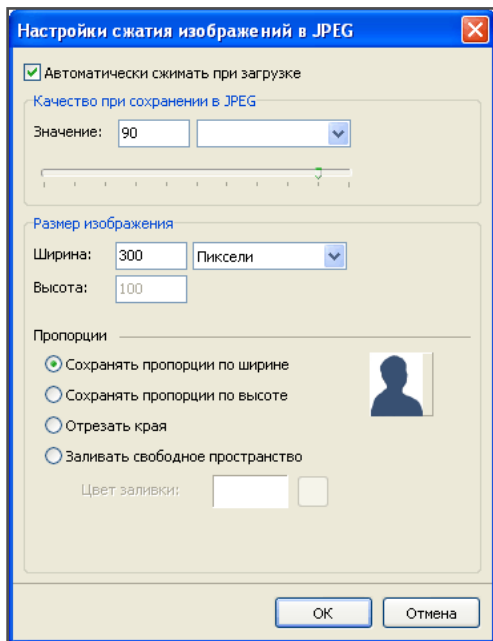 Настройки сжатия изображений в JPEG
Автоматически сжимать при загрузке
Качество при сохранении в JPEG
Значение: 90
Размер изображения
Ширина: 300 Пиксели
Высота: 100
Пропорции
Сохранять пропорции по ширине
Сохранять пропорции по высоте
Отрезать края
Заливать свободное пространство
Цвет заливки:
ОК Отмена